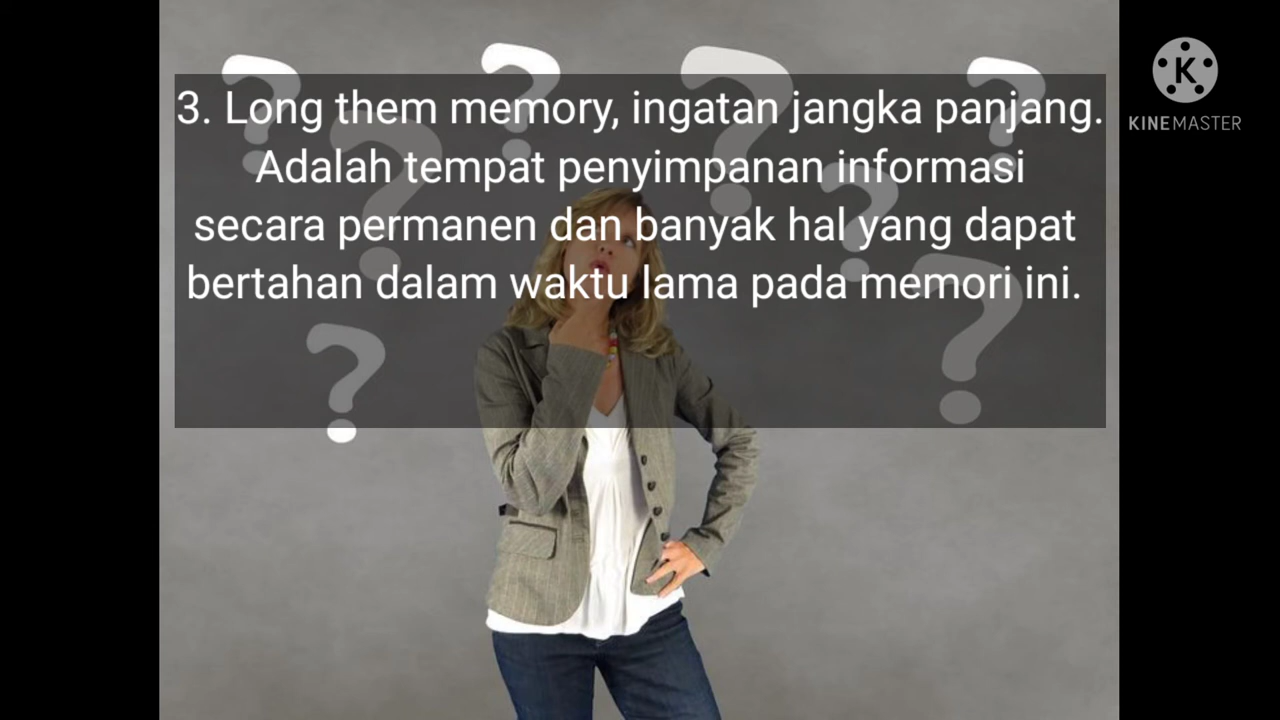 3. Long them memory, ingatan jangka panjang.
Adalah tempat penyimpanan informasi
secara permanen dan banyak hal yang dapat
bertahan dalam waktu lama pada memori ini.
K
KINEMASTER